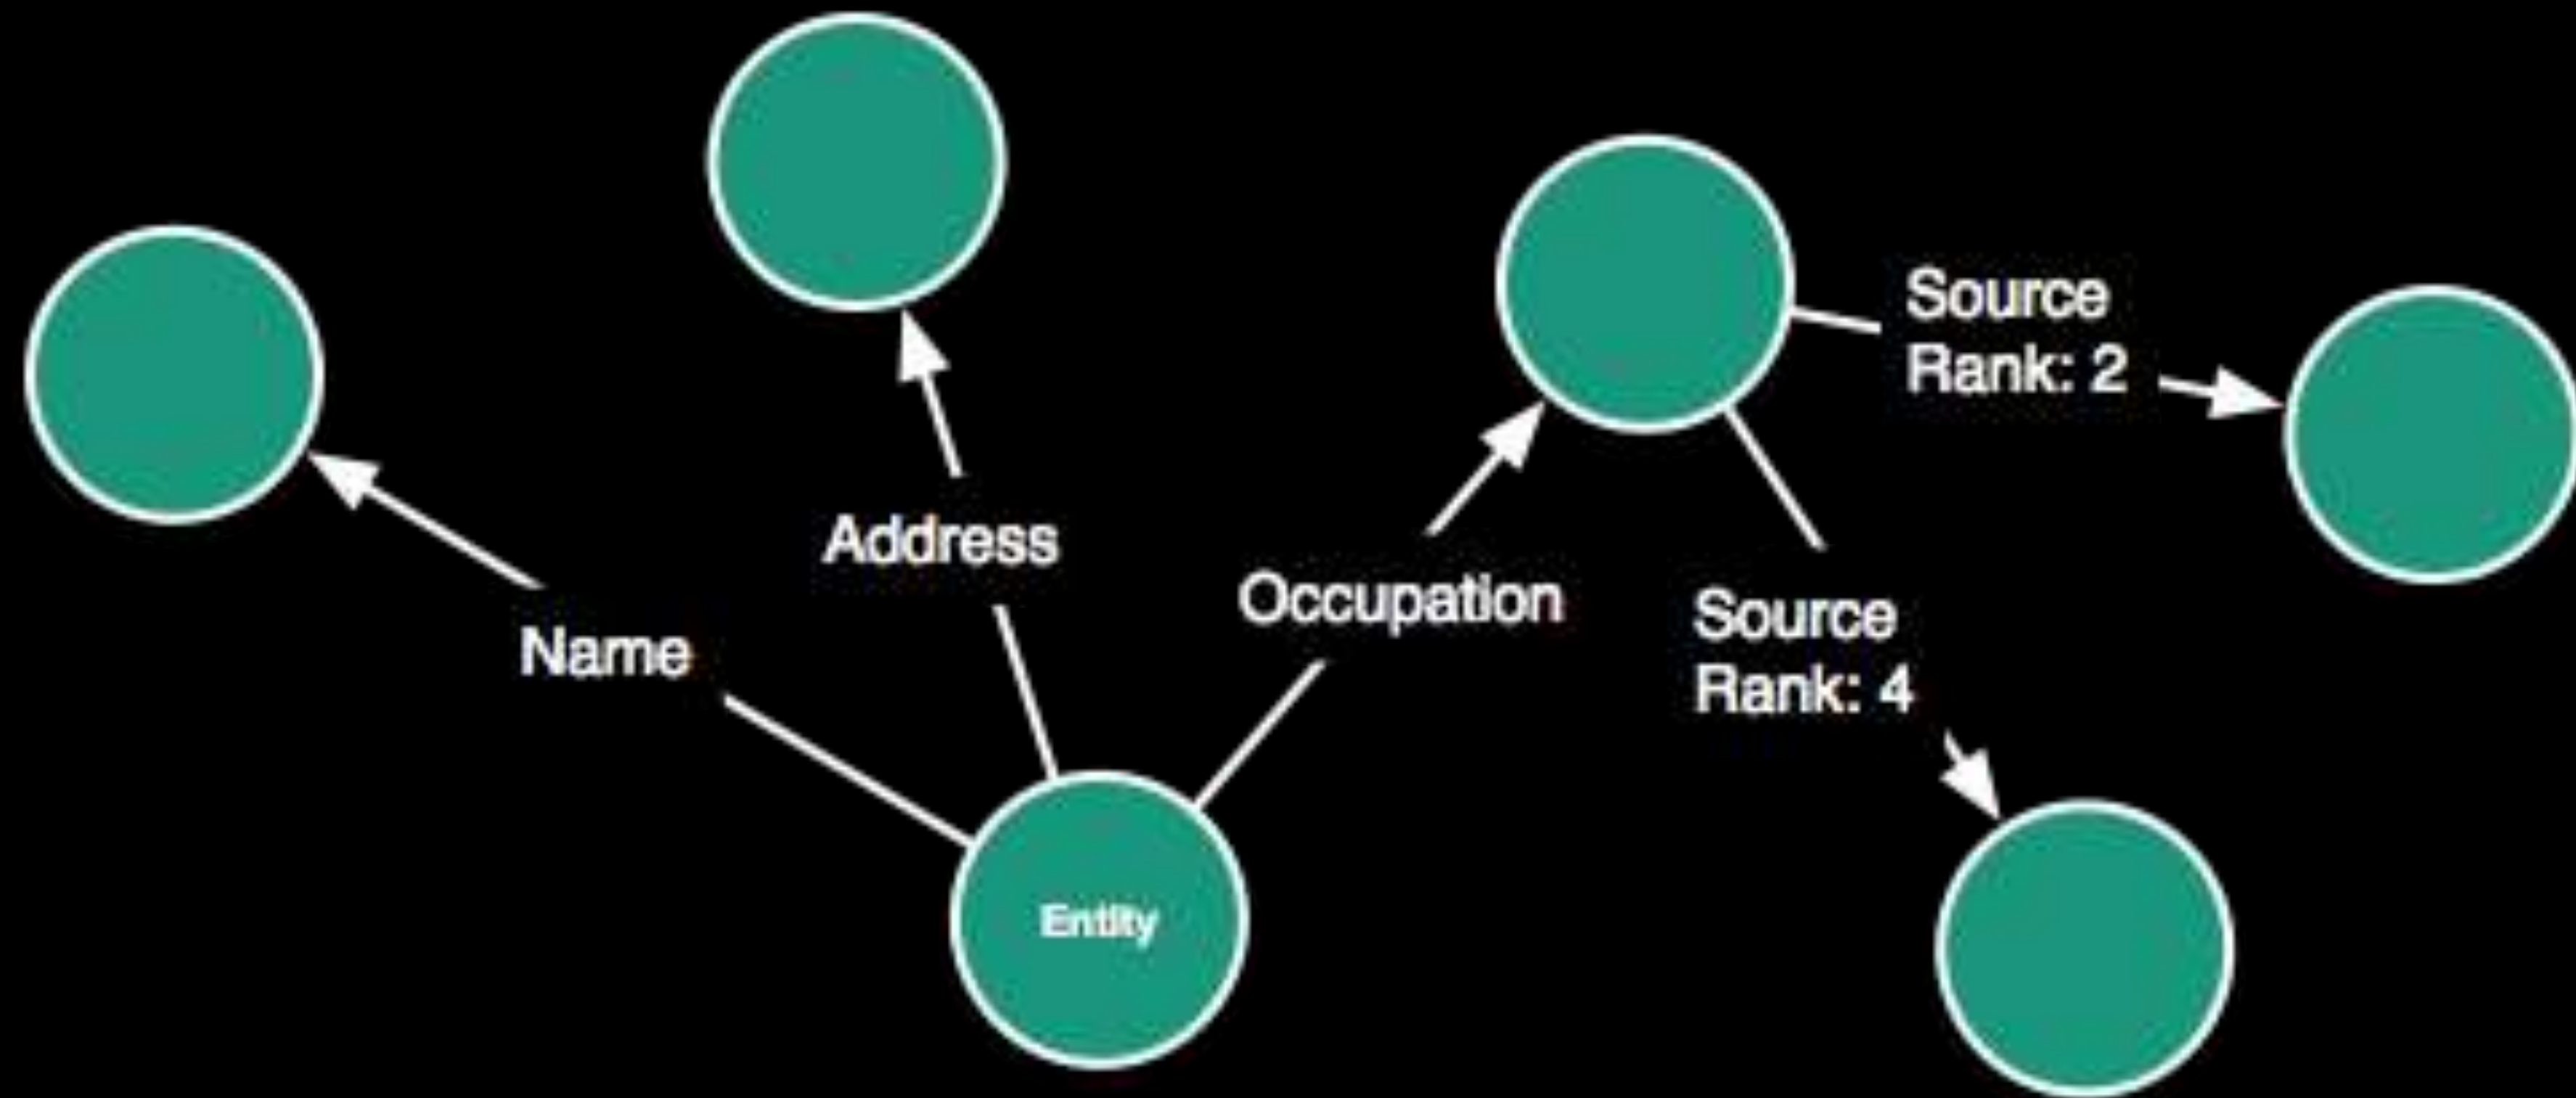 Source
Rank: 2
Address
Occupation
Name
Source
Rank: 4
Entity